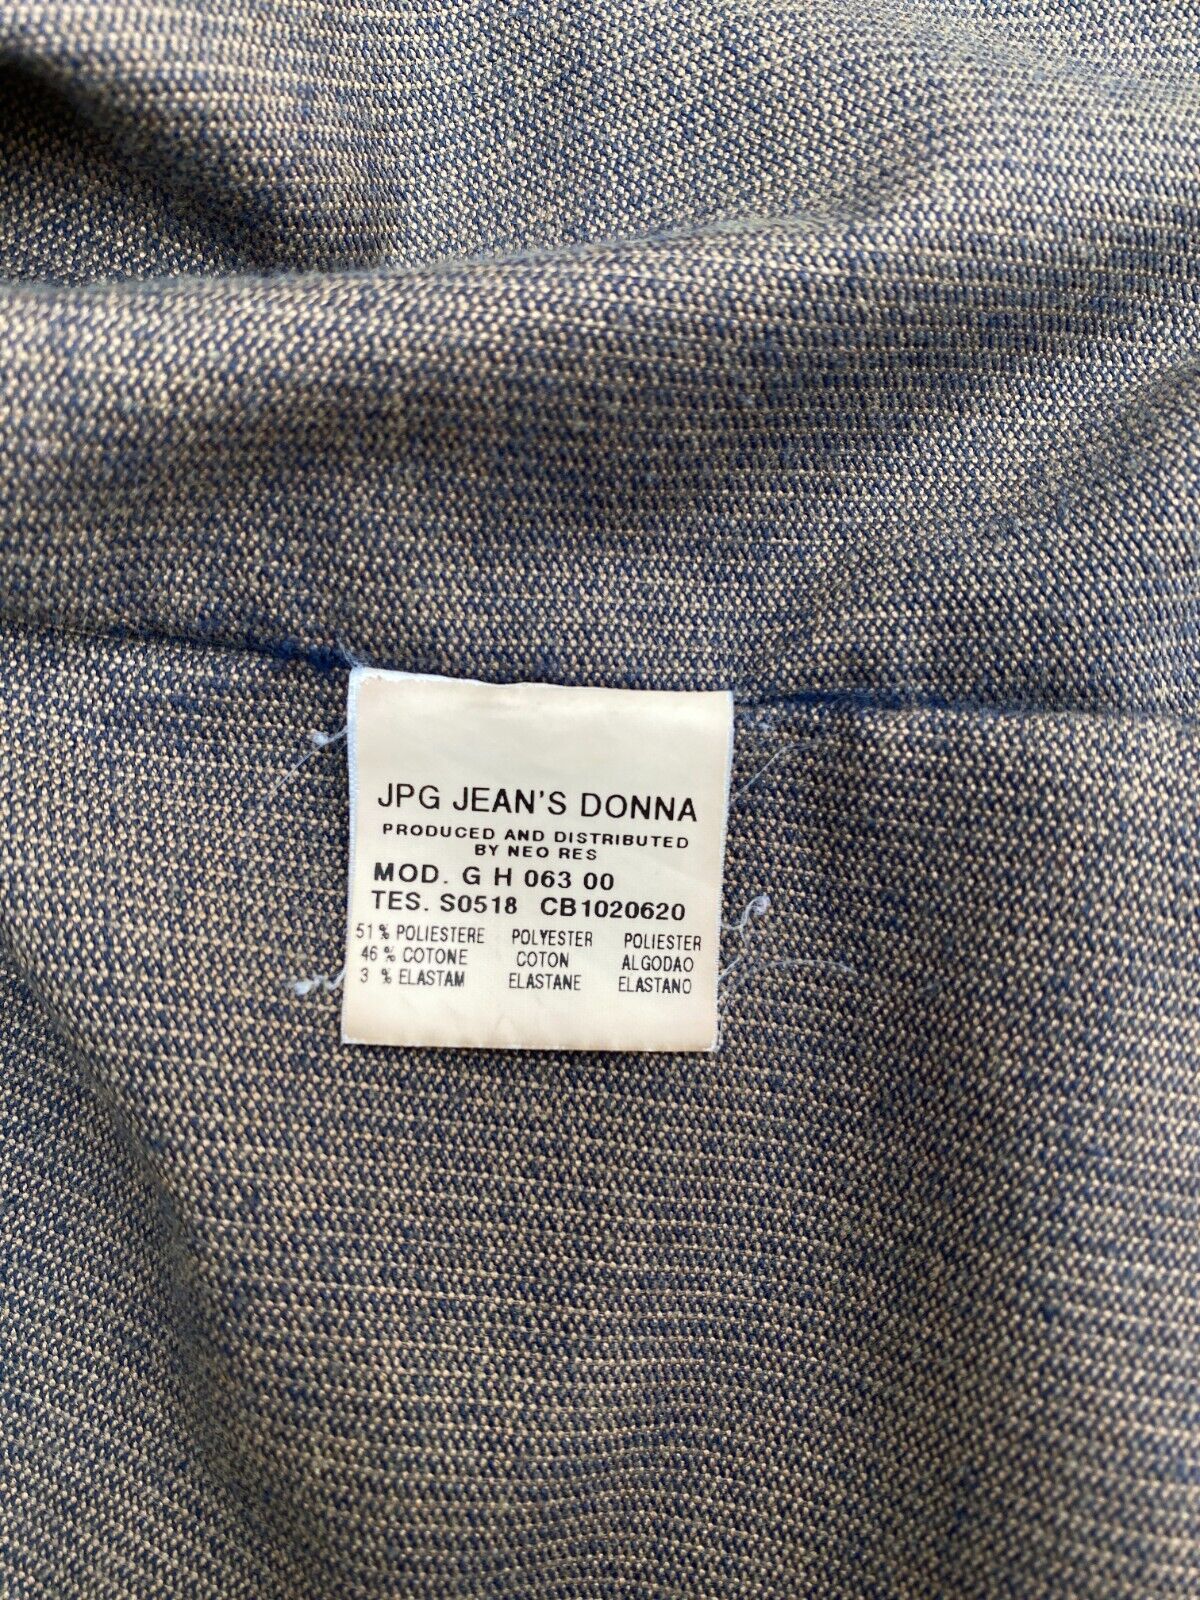 JPG JEAN'S DONNA
PRODUCED AND DISTRIBUTED
BY NEO RES
MOD. G H 063 00
TES. S0518 CB1020620
51 % POLIESTERE POLYESTER POLIESTER
46 % COTONE COTON ALGODAO
3 % ELASTAM ELASTANE ELASTANO